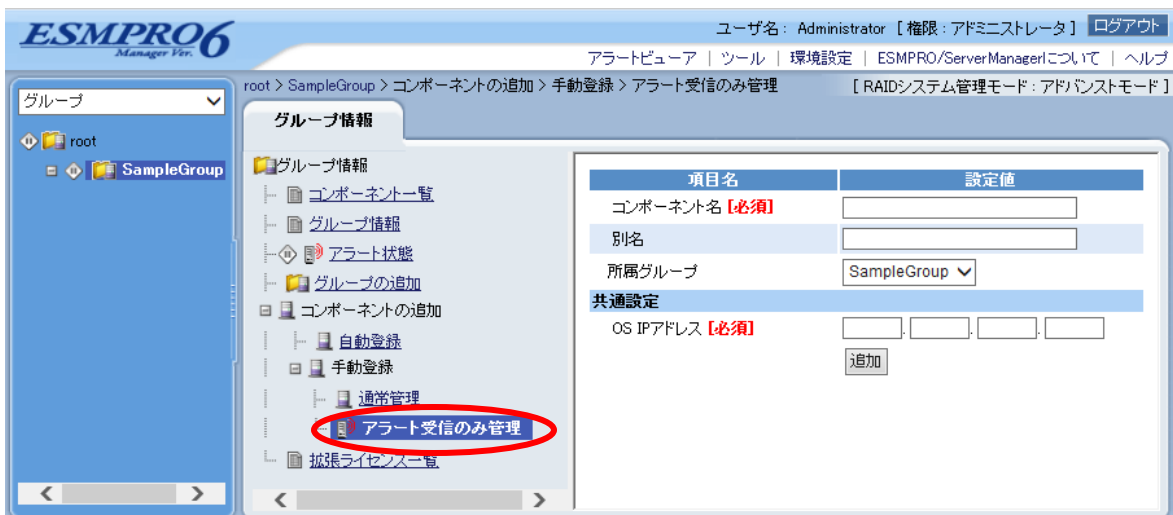 ESMPRO6
Manager Ver.
ユーザ名： Administrator [ 権限：アドミニストレータ ] ログアウト
アラートビューア | ツール | 環境設定 | ESMPRO/ServerManagerについて | ヘルプ
グループ
root > SampleGroup > コンポーネントの追加 > 手動登録 > アラート受信のみ管理
[ RAIDシステム管理モード：アドバンストモード ]
グループ情報
root
SampleGroup
グループ情報
コンポーネント一覧
グループ情報
アラート状態
グループの追加
コンポーネントの追加
自動登録
手動登録
通常管理
アラート受信のみ管理
拡張ライセンス一覧
項目名 設定値
コンポーネント名 [必須]
別名
所属グループ SampleGroup
共通設定
OS IPアドレス [必須] . . .
追加